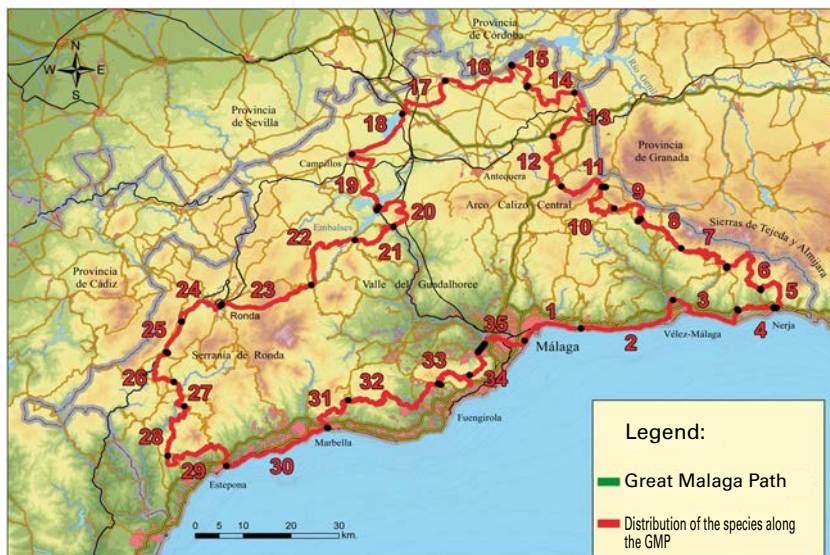 Provincia
de Córdoba
N
W E
S
Río Genil
15
16
14
17
Provincia
de Sevilla
18
13
Provincia
de Granada
Campillos
12
11
Antequera
19
9
Arco Calizo Central
20
10
Embalses
8
Sierras de Tejeda y Almijara
22
21
7
Provincia
de Cádiz
6
Valle del Guadalhorce
24
23
5
Ronda
1
3
25
35
Málaga
2
Vélez-Málaga
4
Nerja
Serranía de Ronda
33
26
34
27
32
31
Fuengirola
28
Marbella
29
30
Estepona
0 5 10 20 30
km.
Legend:
Great Malaga Path
Distribution of the species along
the GMP